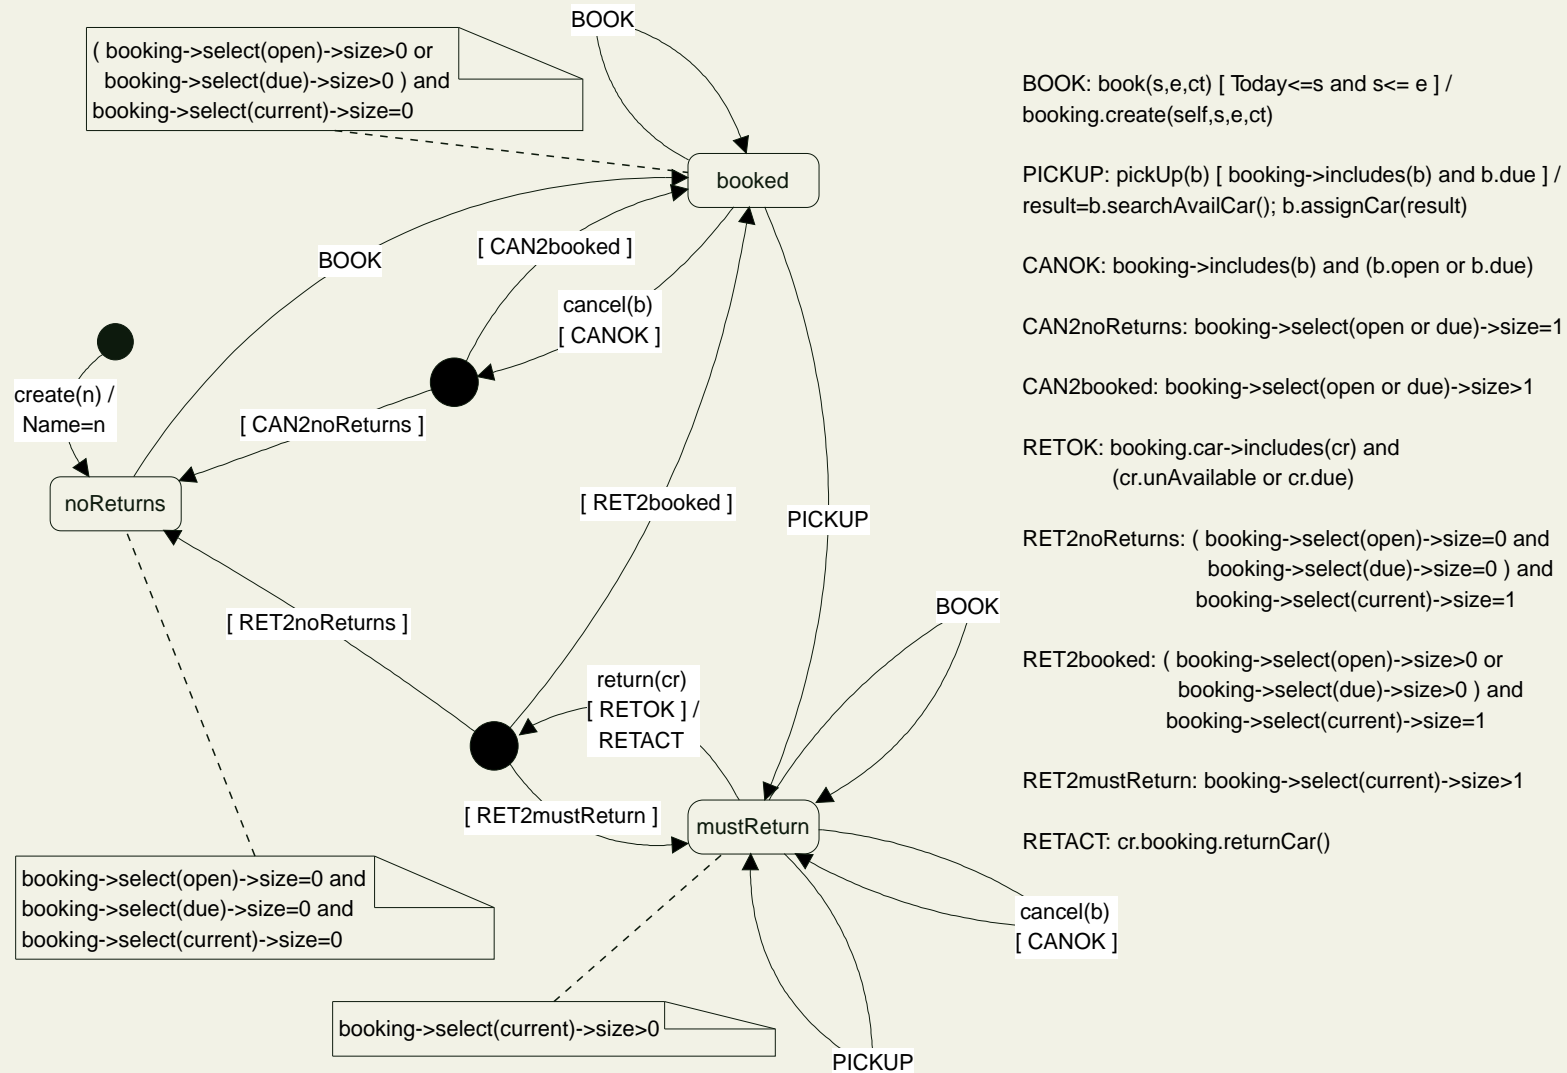 BOOK
( booking->select(open)->size>0 or
booking->select(due)->size>0 ) and
booking->select(current)->size=0
booked
[ CAN2booked ]
BOOK
cancel(b)
[ CANOK ]
create(n) /
Name=n
[ CAN2noReturns ]
noReturns
[ RET2booked ]
PICKUP
[ RET2noReturns ]
BOOK
return(cr)
[ RETOK ] /
RETACT
[ RET2mustReturn ]
mustReturn
booking->select(open)->size=0 and
booking->select(due)->size=0 and
booking->select(current)->size=0
cancel(b)
[ CANOK ]
booking->select(current)->size>0
PICKUP
BOOK: book(s,e,ct) [ Today<=s and s<= e ] /
booking.create(self,s,e,ct)
PICKUP: pickUp(b) [ booking->includes(b) and b.due ] /
result=b.searchAvailCar(); b.assignCar(result)
CANOK: booking->includes(b) and (b.open or b.due)
CAN2noReturns: booking->select(open or due)->size=1
CAN2booked: booking->select(open or due)->size>1
RETOK: booking.car->includes(cr) and
(cr.unAvailable or cr.due)
RET2noReturns: ( booking->select(open)->size=0 and
booking->select(due)->size=0 ) and
booking->select(current)->size=1
RET2booked: ( booking->select(open)->size>0 or
booking->select(due)->size>0 ) and
booking->select(current)->size=1
RET2mustReturn: booking->select(current)->size>1
RETACT: cr.booking.returnCar()